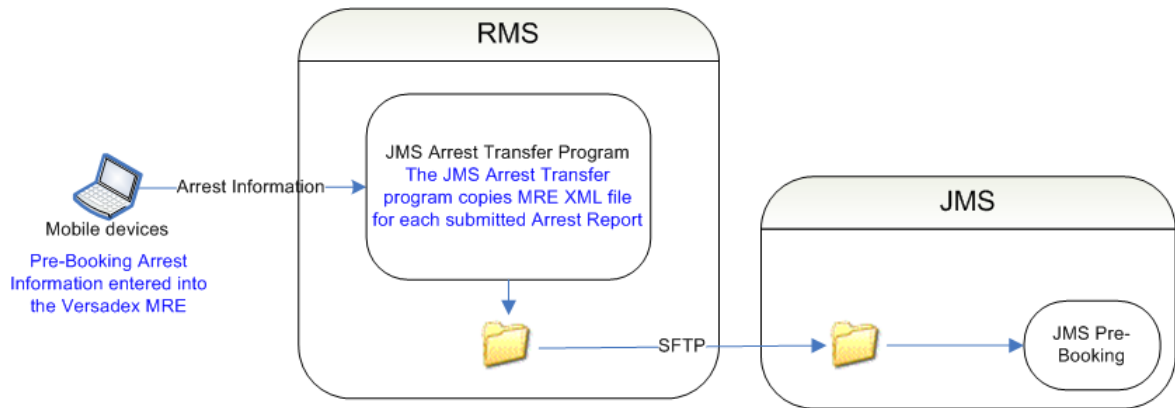 RMS
JMS Arrest Transfer Program
The JMS Arrest Transfer
program copies MRE XML file
for each submitted Arrest Report
Arrest Information
Mobile devices
Pre-Booking Arrest
Information entered into
the Versadex MRE
SFTP
JMS
JMS Pre-
Booking